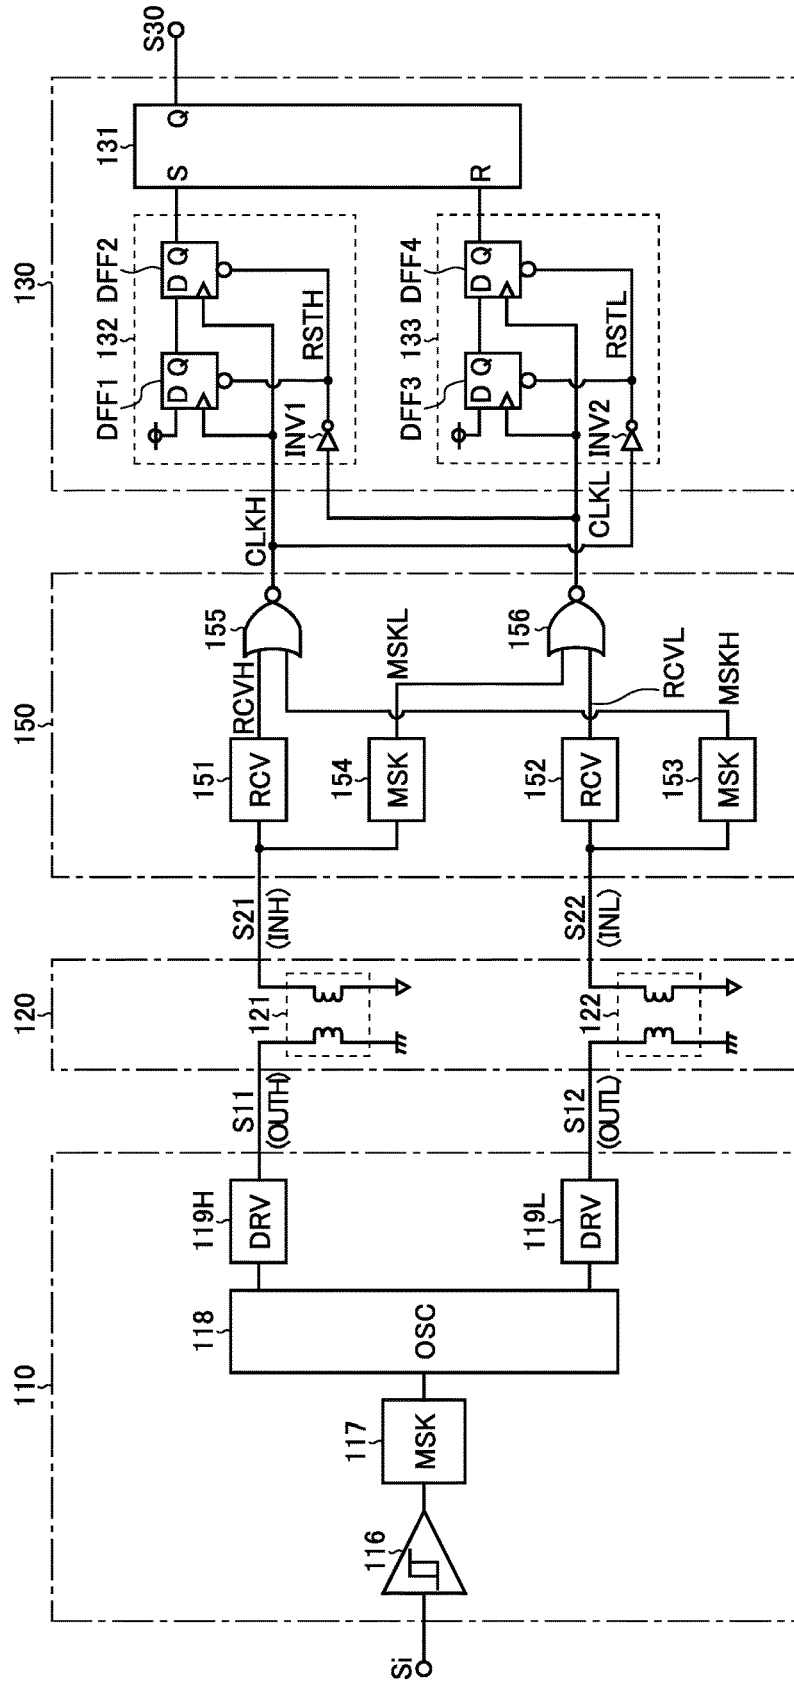 110
120
150
130
Si
116
117
MSK
118
OSC
119H
DRV
119L
DRV
S11
(OUTH)
S12
(OUTL)
121
122
S21
(INH)
S22
(INL)
151
RCV
154
MSK
152
RCV
153
MSK
RCVH
MSKL
RCVL
MSKH
155
156
CLKH
CLKL
INV1
INV2
DFF1
D Q
132
DFF2
D Q
RSTH
DFF3
D Q
133
DFF4
D Q
RSTL
131
S
Q
R
S30